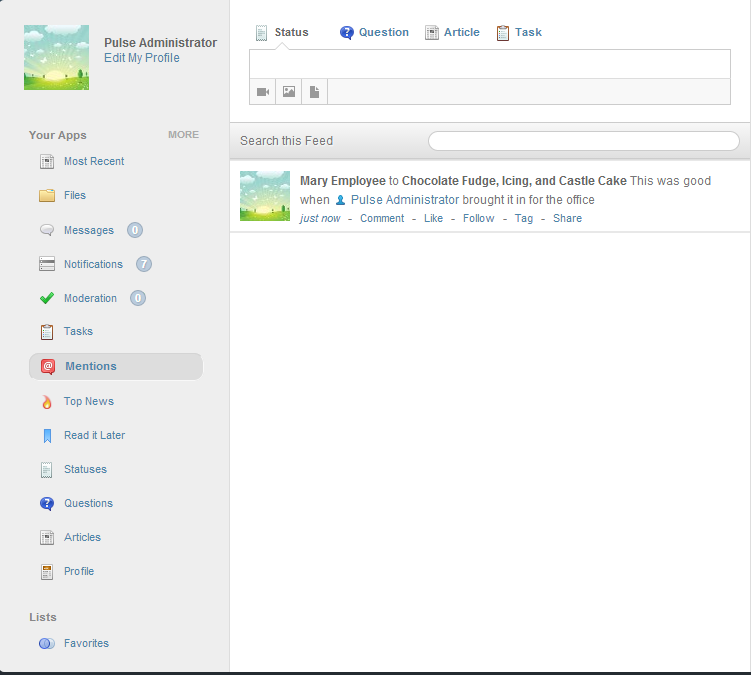 Pulse Administrator
Edit My Profile
Your Apps MORE
Most Recent
Files
Messages 0
Notifications 7
Moderation 0
Tasks
@ Mentions
Top News
Read it Later
Statuses
? Questions
Articles
Profile
Lists
Favorites
Status ? Question Article Task
Search this Feed
Mary Employee to Chocolate Fudge, Icing, and Castle Cake This was good
when Pulse Administrator brought it in for the office
just now - Comment - Like - Follow - Tag - Share